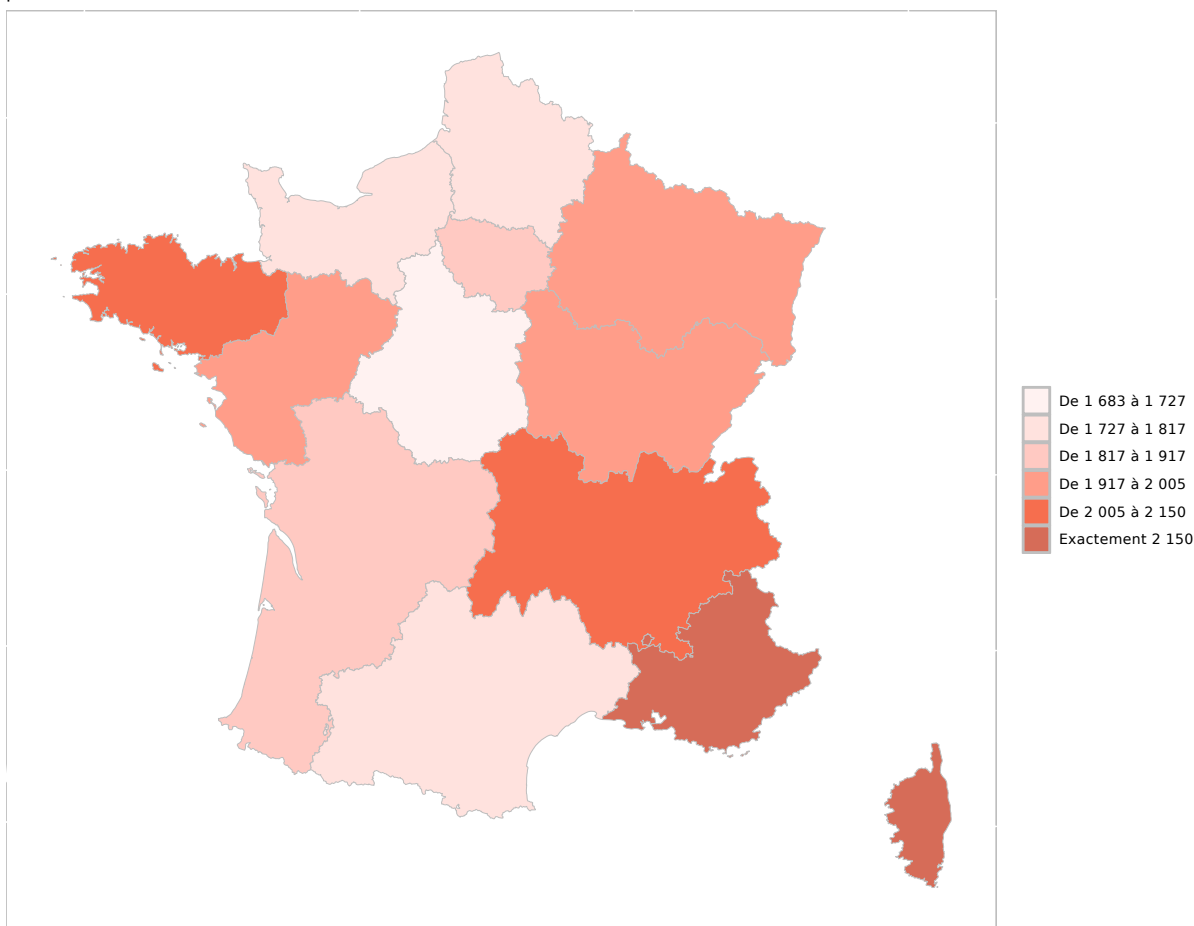 De 1 683 à 1 727
De 1 727 à 1 817
De 1 817 à 1 917
De 1 917 à 2 005
De 2 005 à 2 150
Exactement 2 150